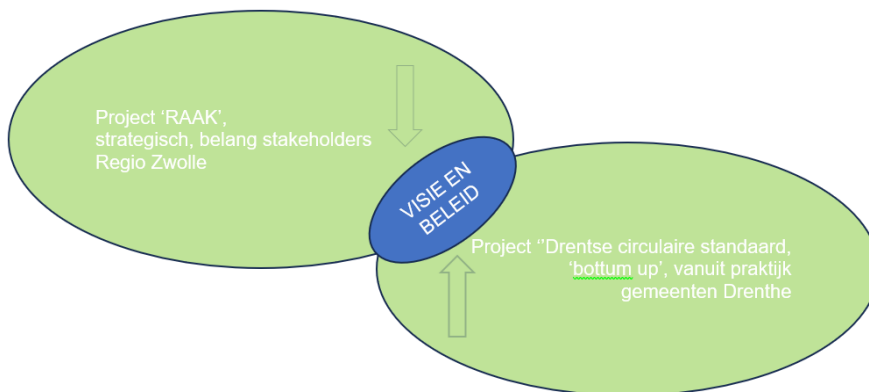 Project ‘RAAK’,
strategisch, belang stakeholders
Regio Zwolle
VISIE EN
BELEID
Project ‘’Drentse circulaire standaard,
‘bottum up’, vanuit praktijk
gemeenten Drenthe